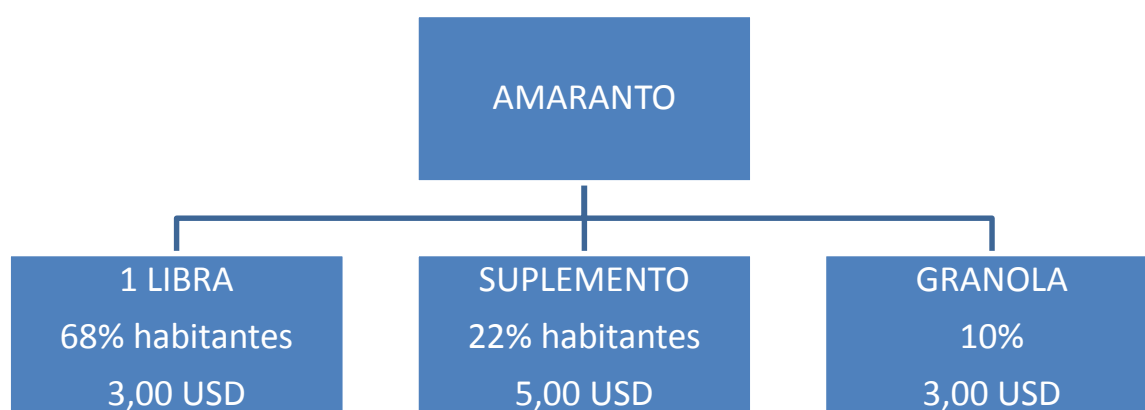 AMARANTO
1 LIBRA
68% habitantes
3,00 USD
SUPLEMENTO
22% habitantes
5,00 USD
GRANOLA
10%
3,00 USD